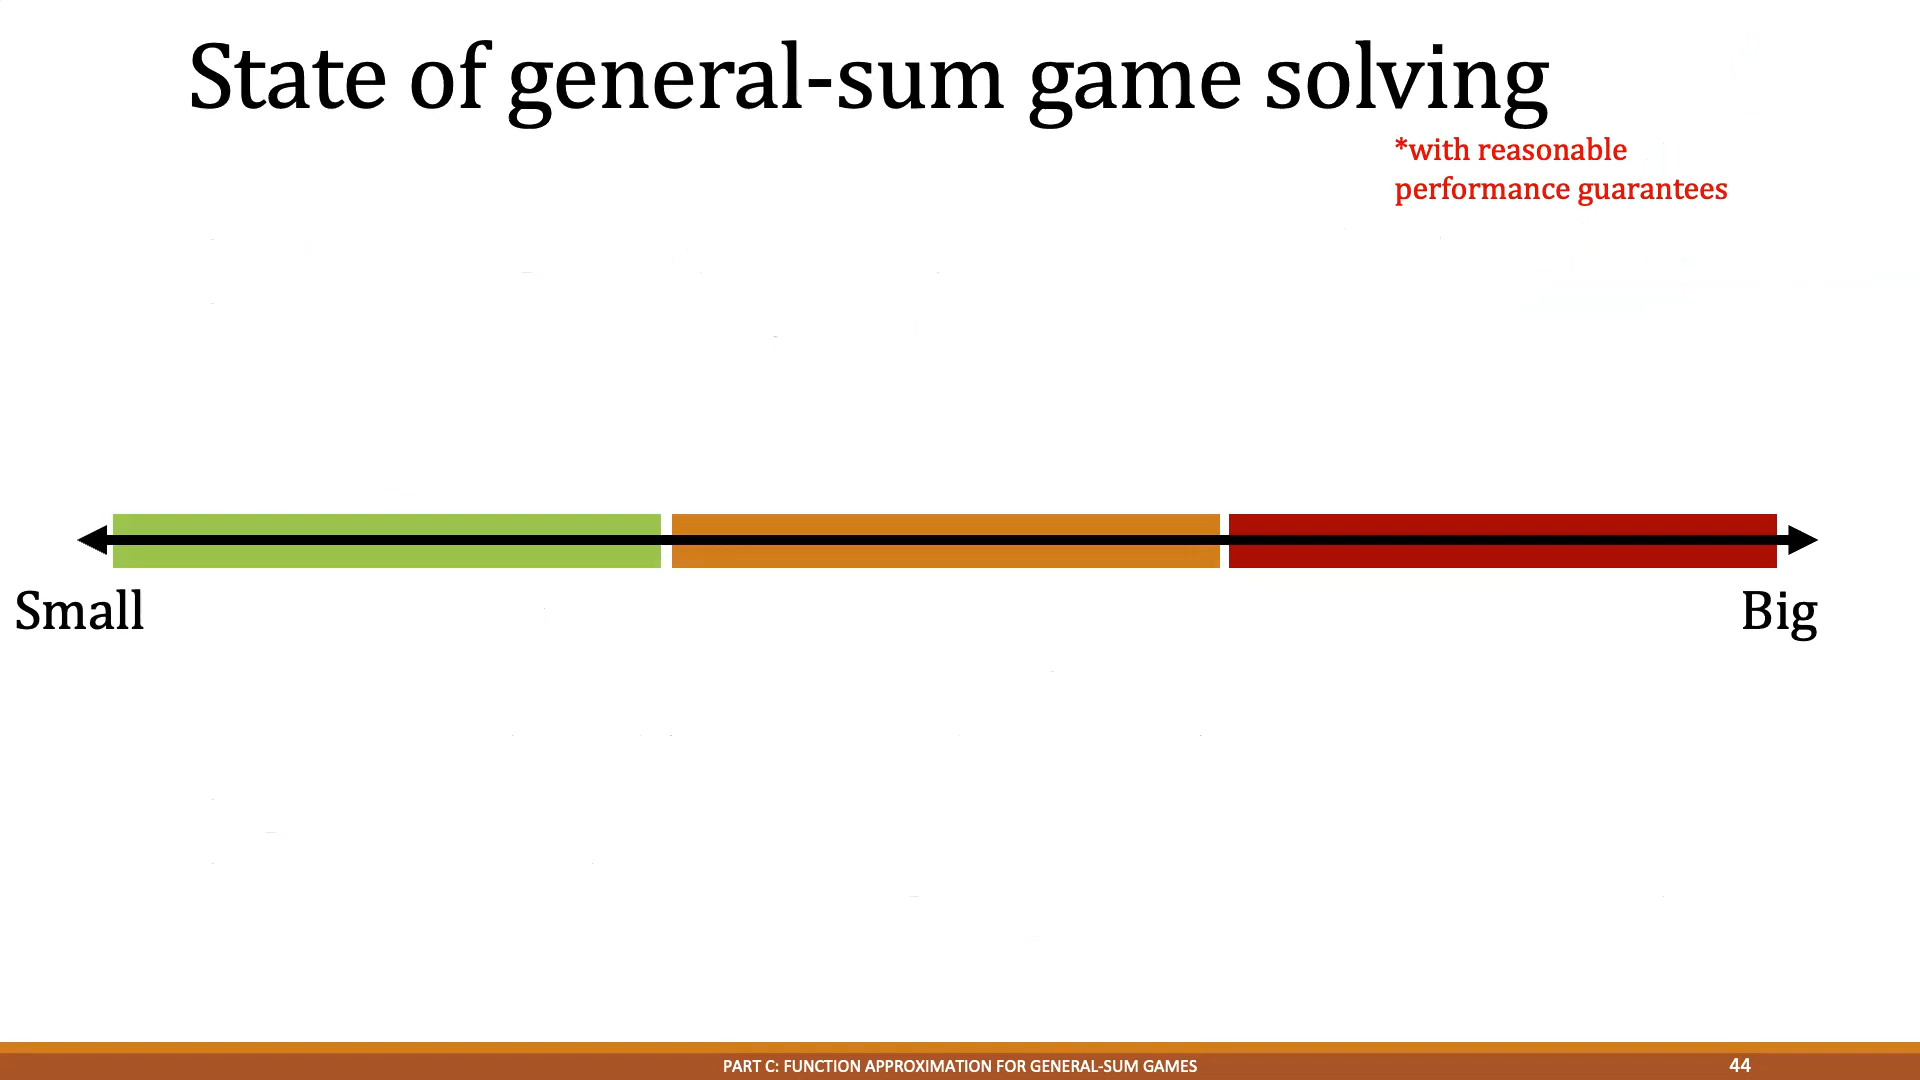 State of general-sum game solving
*with reasonable
performance guarantees
Small
Big
PART C: FUNCTION APPROXIMATION FOR GENERAL-SUM GAMES
44